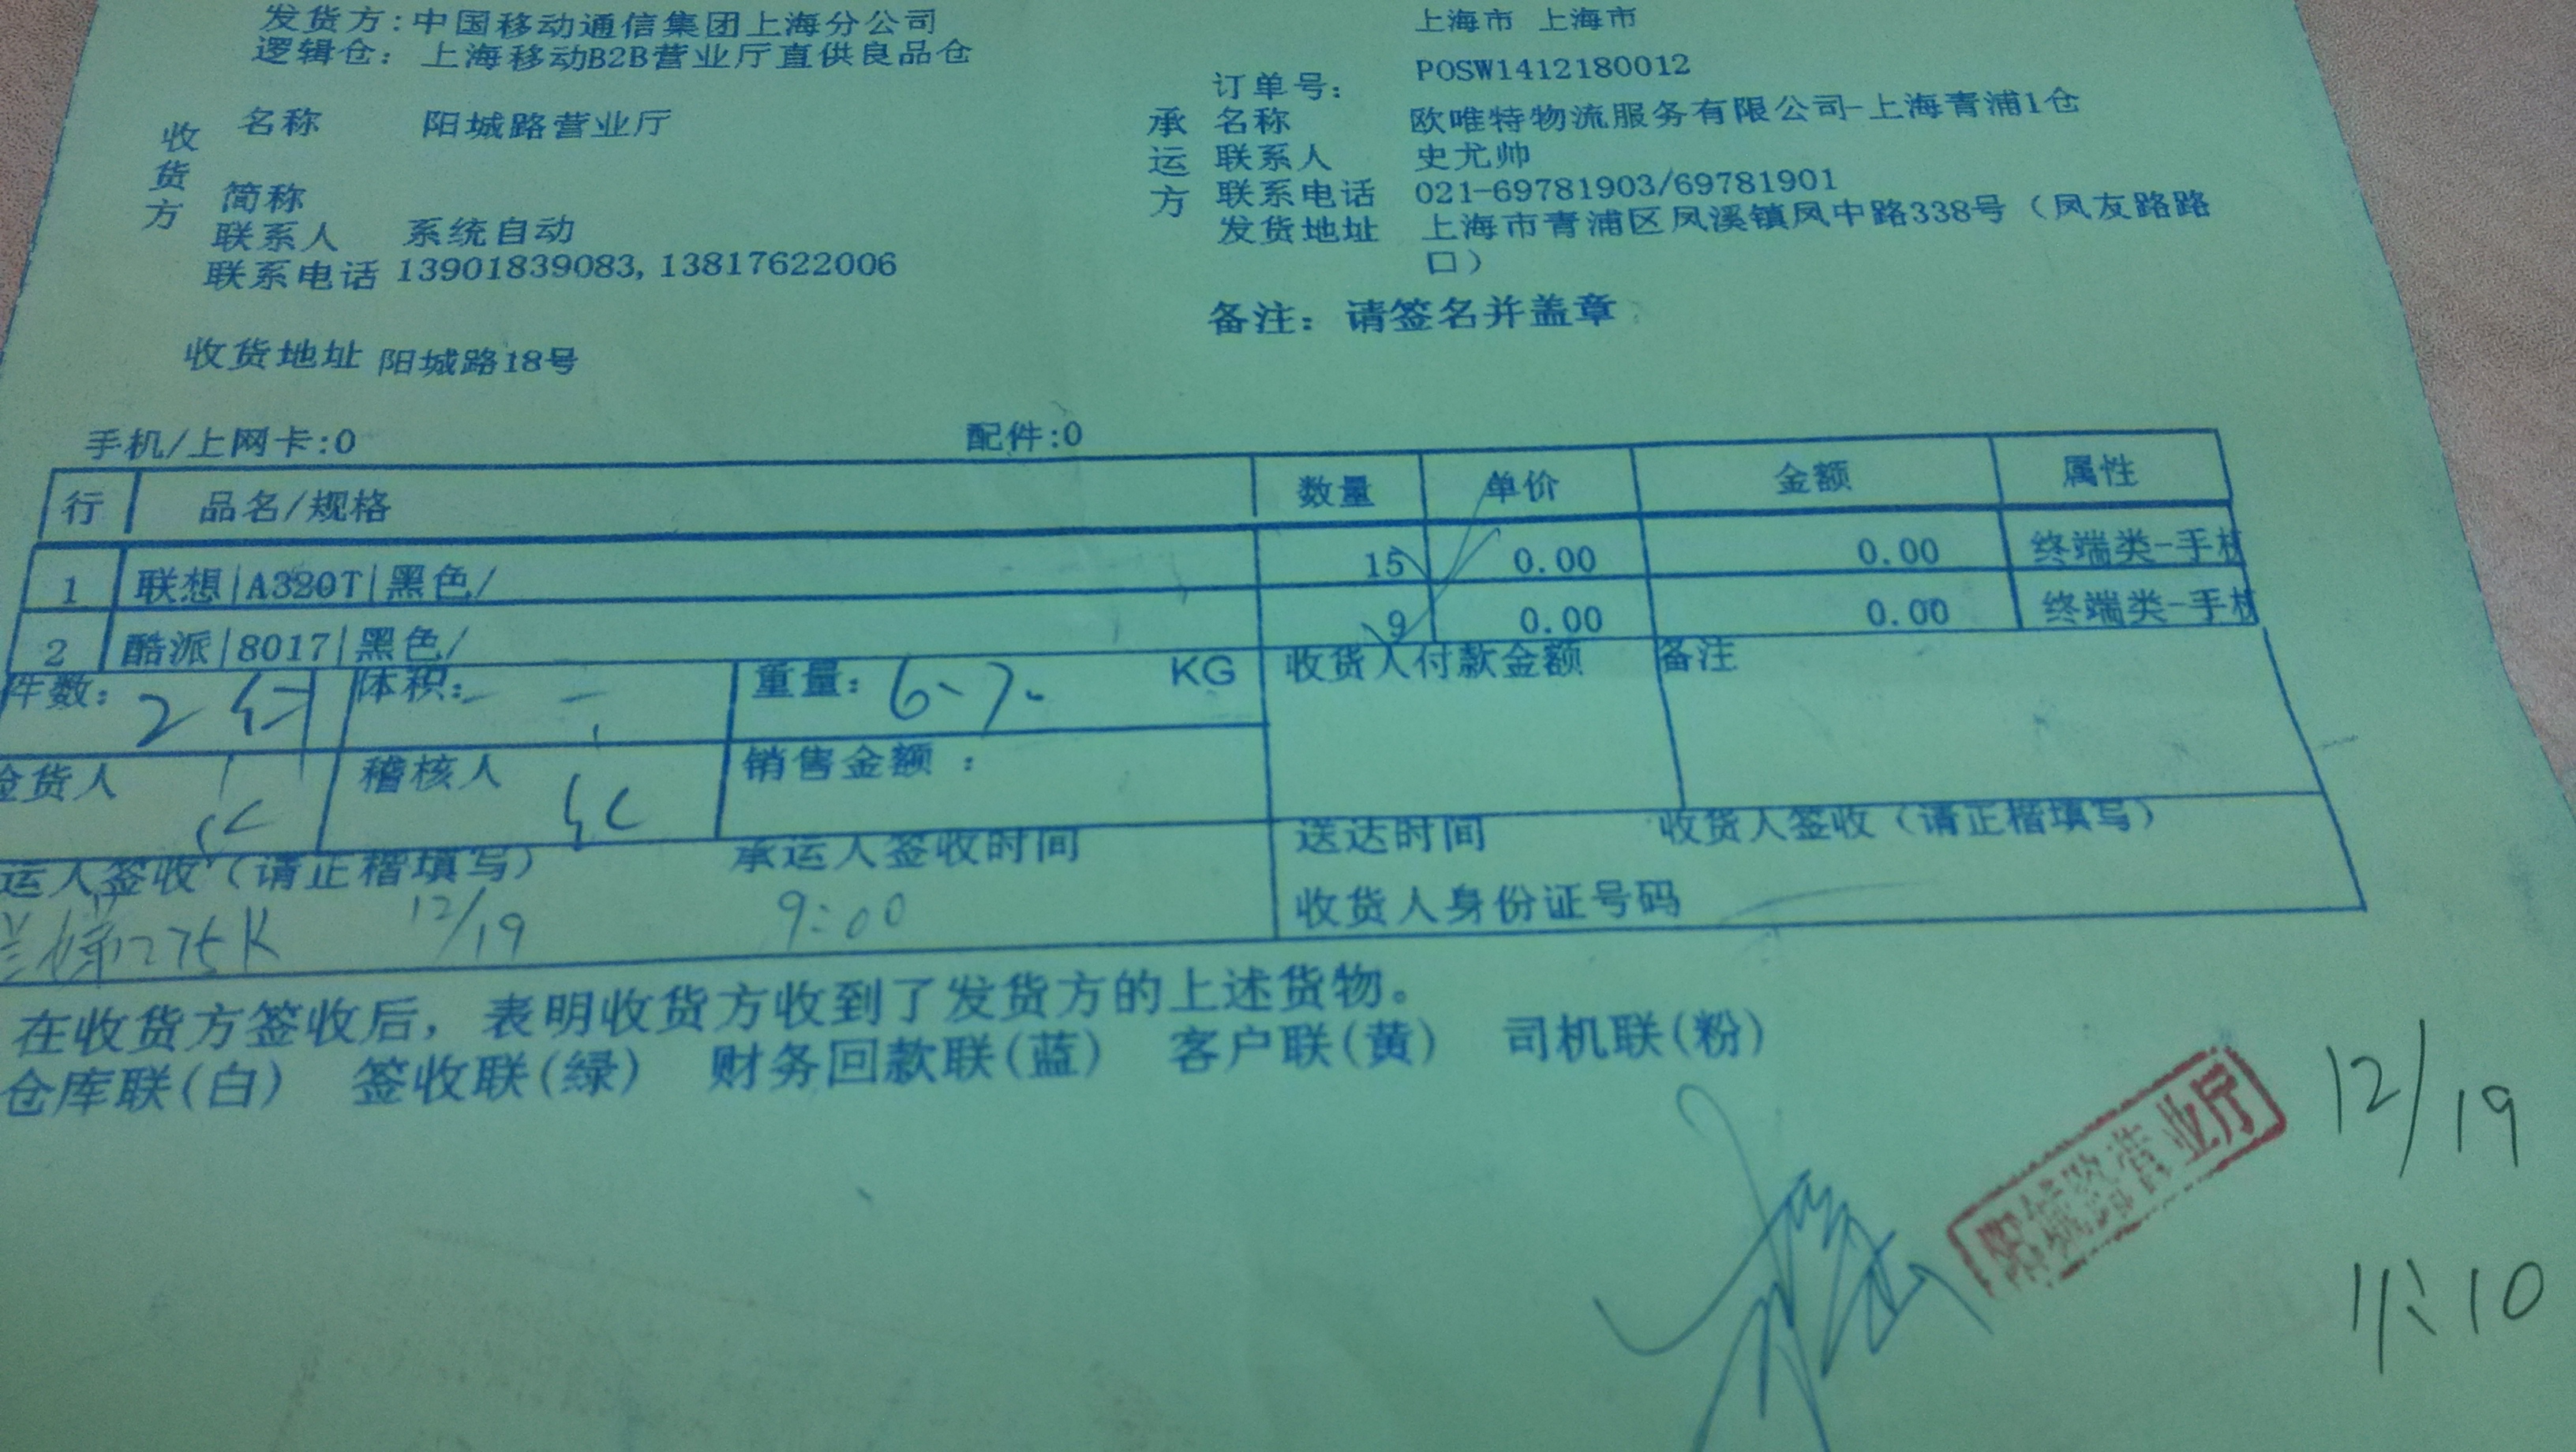 发货方:中国移动通信集团上海分公司
逻辑仓: 上海移动B2B营业厅直供良品仓
上海市 上海市
订单号: POSW1412180012
收货方
名称 阳城路营业厅
简称
联系人 系统自动
联系电话 13901839083, 13817622006
收货地址 阳城路18号
承运方
名称 欧唯特物流服务有限公司-上海青浦1仓
联系人 史尤帅
联系电话 021-69781903/69781901
发货地址 上海市青浦区凤溪镇凤中路338号（凤友路路
口）
备注: 请签名并盖章
手机/上网卡:0 配件:0
行 品名/规格 数量 单价 金额 属性
1 联想|A320T|黑色/ 15 0.00 0.00 终端类-手
2 酷派|8017|黑色/ 9 0.00 0.00 终端类-手
件数: 2 体积: 重量: 6.7 KG 收货人付款金额 备注
货人 稽核人 销售金额 :
运人签收（请正楷填写） 承运人签收时间 送达时间 收货人签收（请正楷填写）
12/19 9:00 收货人身份证号码
在收货方签收后, 表明收货方收到了发货方的上述货物。
仓库联(白) 签收联(绿) 财务回款联(蓝) 客户联(黄) 司机联(粉)
阳城路营业厅
12/19
11:10